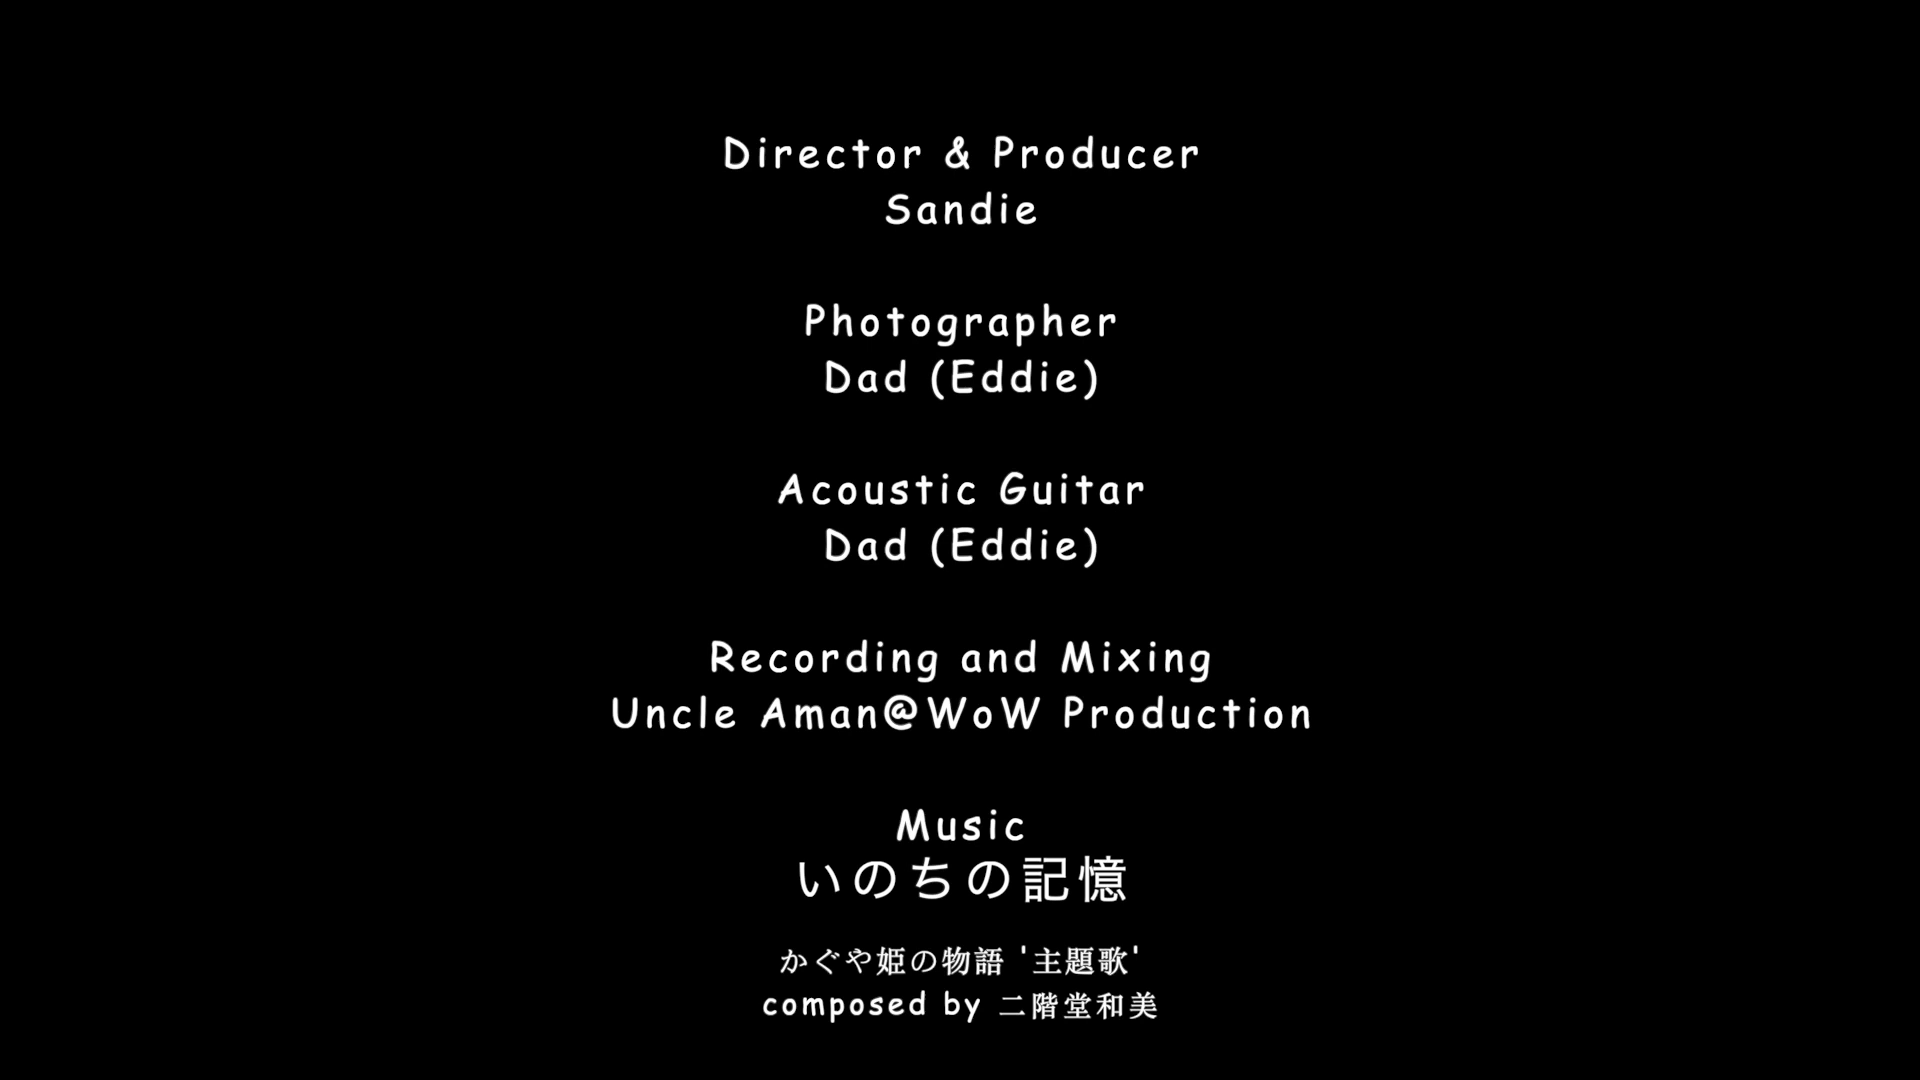 Director & Producer
Sandie
Photographer
Dad (Eddie)
Acoustic Guitar
Dad (Eddie)
Recording and Mixing
Uncle Aman@WoW Production
Music
いのちの記憶
かぐや姫の物語 '主題歌'
composed by 二階堂和美